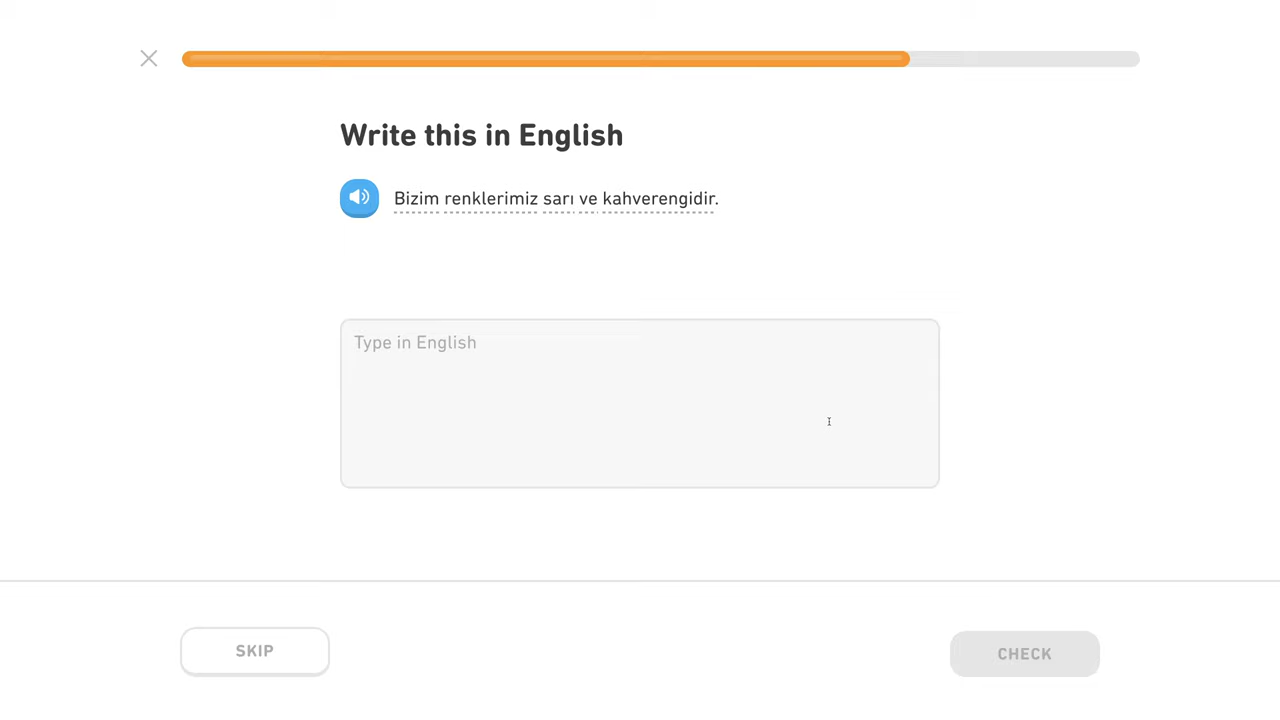 Write this in English
Bizim renklerimiz sarı ve kahverengidir.
Type in English
SKIP
CHECK